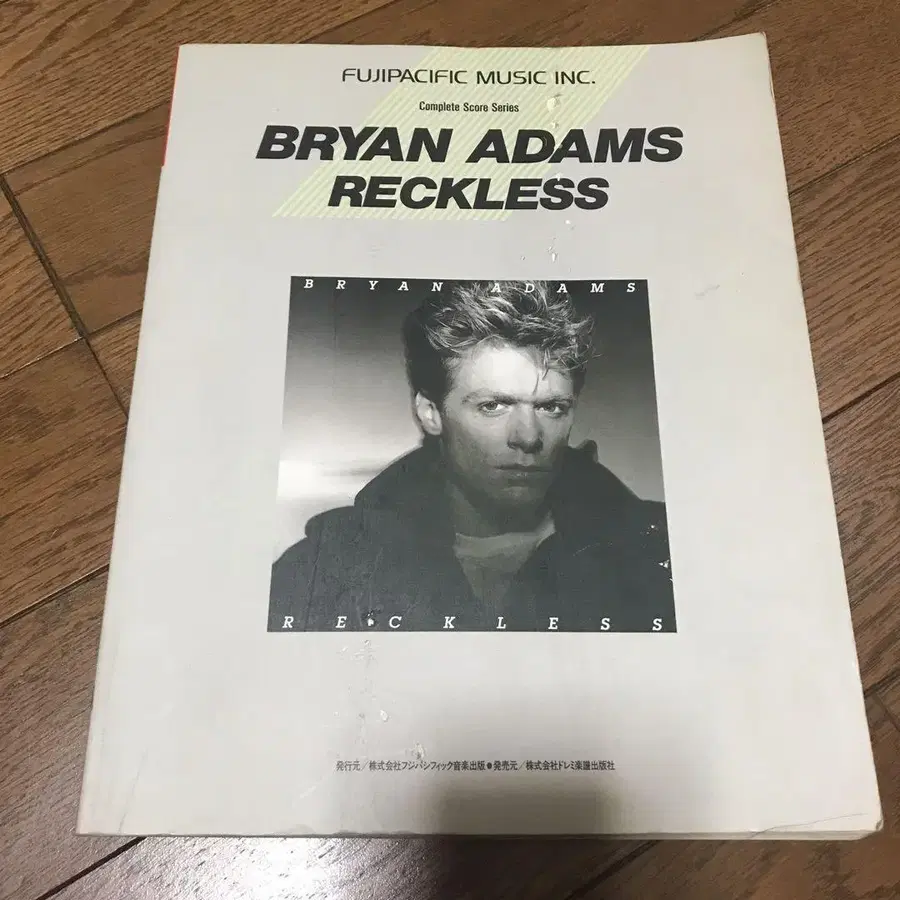 FUJIPACIFIC MUSIC INC.
Complete Score Series
BRYAN ADAMS
RECKLESS
BRYAN ADAMS
RECKLESS
発行元/株式会社フジパシフィック音楽出版●発売元/株式会社ドレミ楽譜出版社